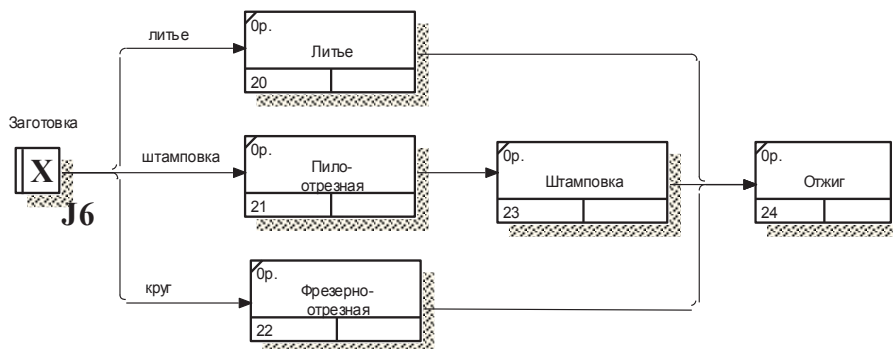 0р.
литье
Литье
20
Заготовка
X
J6
штамповка
0р.
Пило-
отрезная
21
0р.
Штамповка
23
0р.
Отжиг
24
круг
0р.
Фрезерно-
отрезная
22